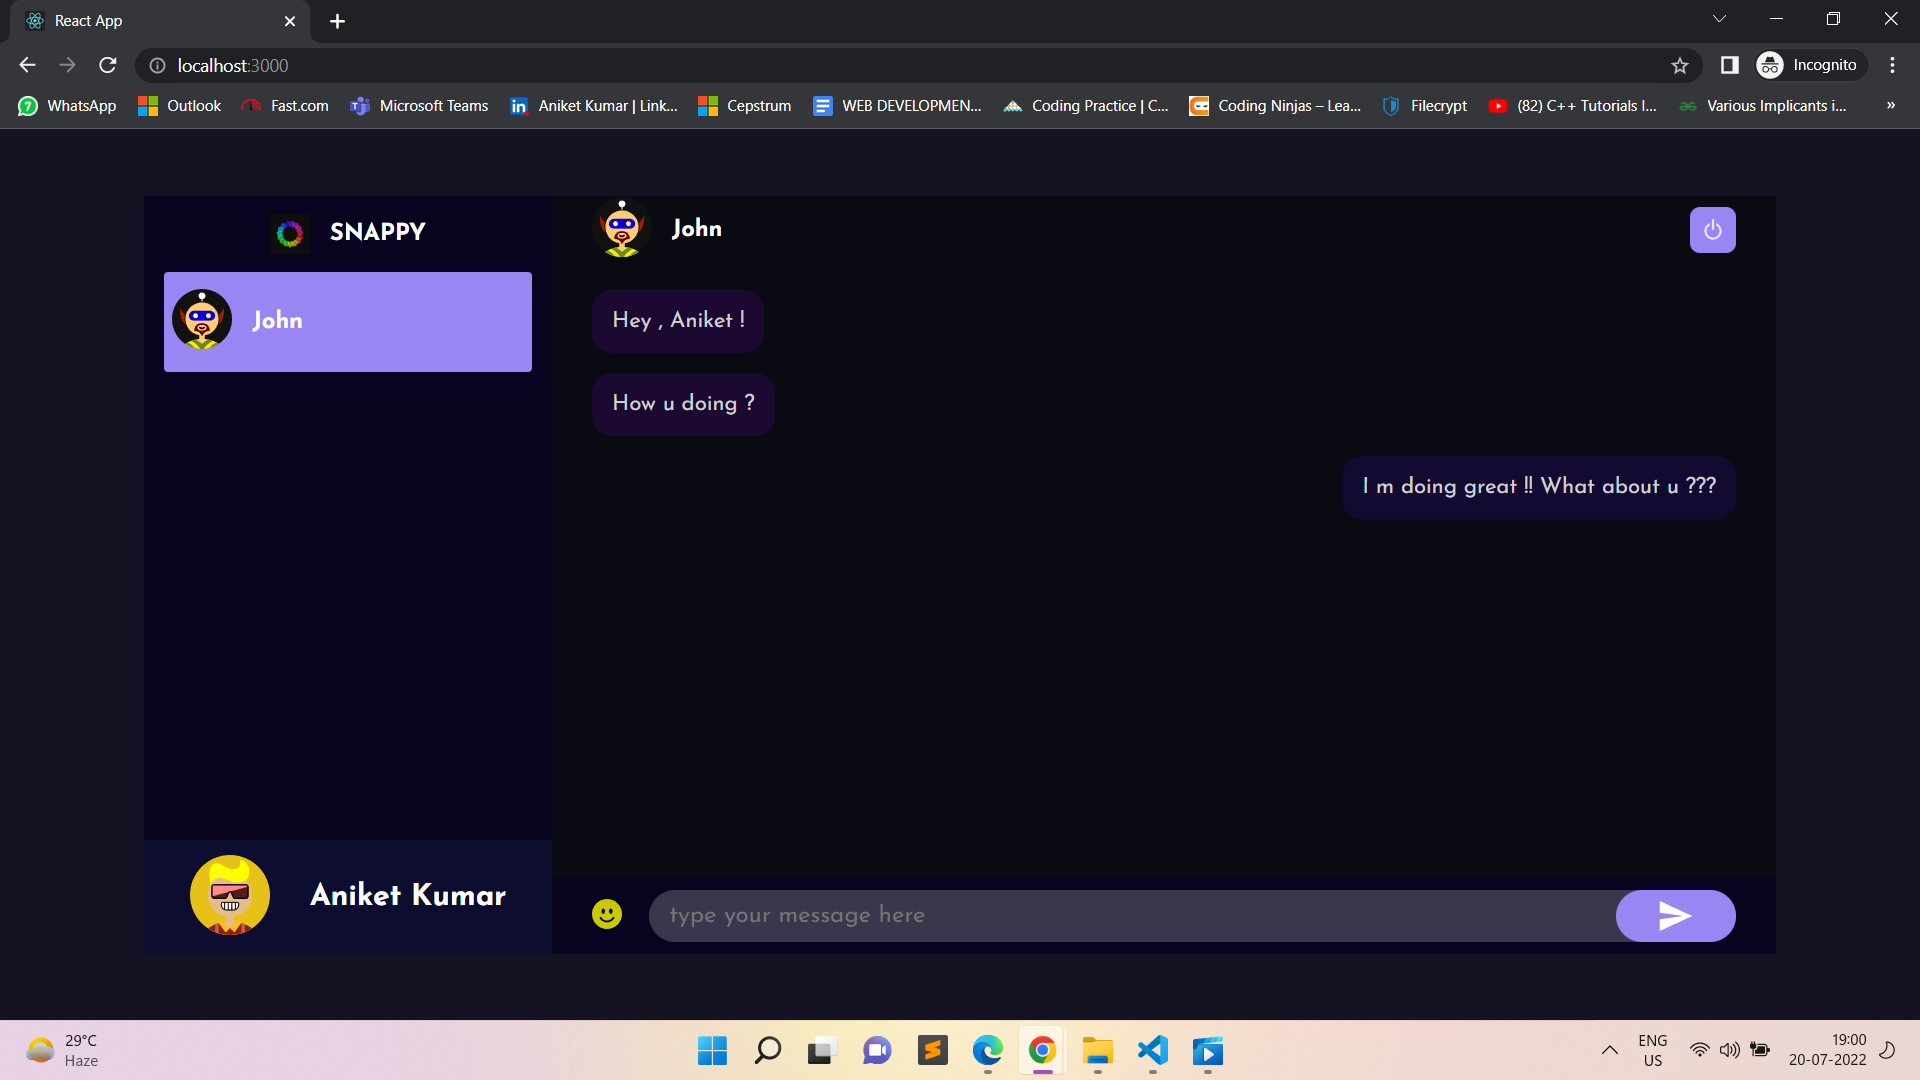 React App
localhost:3000
Incognito
7
WhatsApp
Outlook
Fast.com
Microsoft Teams
Aniket Kumar | Link...
Cepstrum
WEB DEVELOPMEN...
Coding Practice | C...
Coding Ninjas – Lea...
Filecrypt
(82) C++ Tutorials I...
Various Implicants i...
»
SNAPPY
John
Aniket Kumar
John
Hey , Aniket !
How u doing ?
I m doing great !! What about u ???
type your message here
29°C
Haze
ENG
US
19:00
20-07-2022